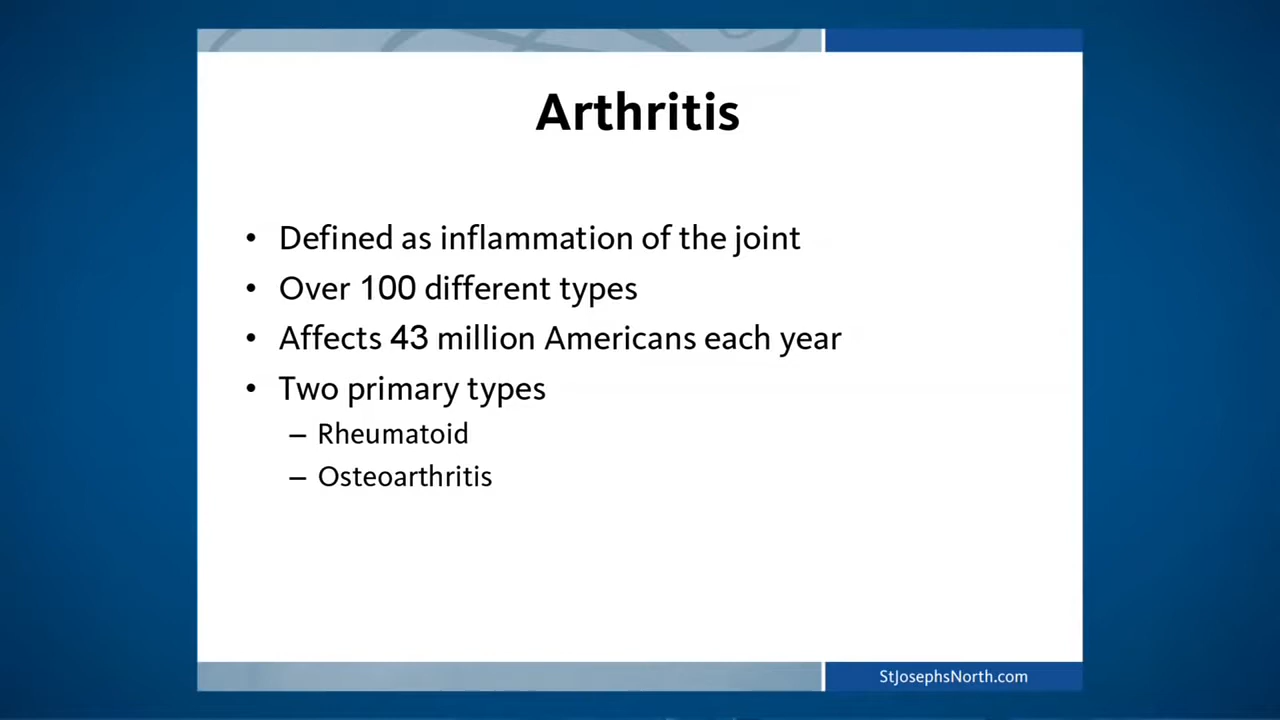 Arthritis
• Defined as inflammation of the joint
• Over 100 different types
• Affects 43 million Americans each year
• Two primary types
– Rheumatoid
– Osteoarthritis
StJosephsNorth.com